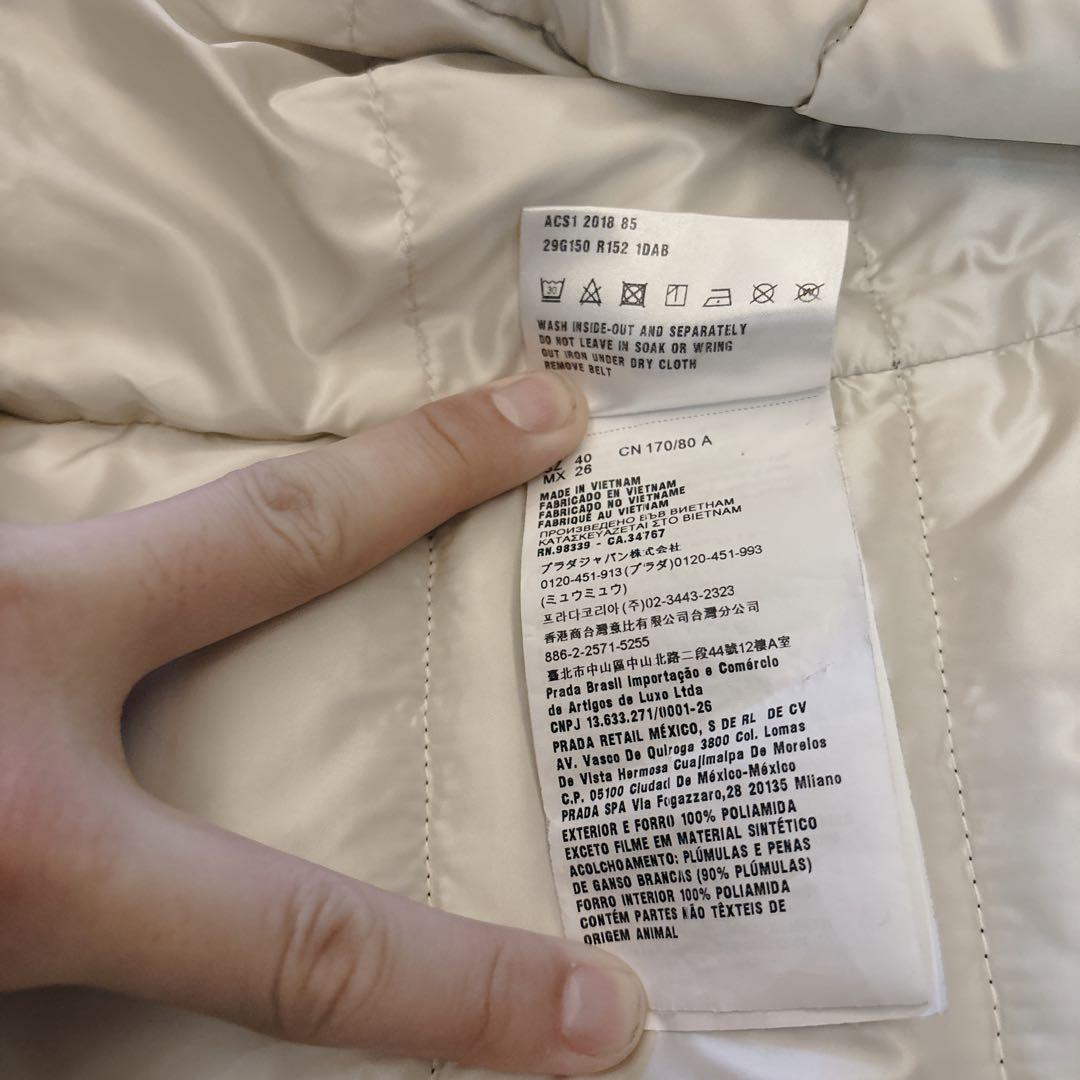 ACS1 2018 85
29G150 R152 1DAB
30
WASH INSIDE-OUT AND SEPARATELY
DO NOT LEAVE IN SOAK OR WRING
OUT IRON UNDER DRY CLOTH
REMOVE BELT
40 CN 170/80 A
MX 26
MADE IN VIETNAM
FABRICADO EN VIETNAM
FABRICADO NO VIETNAME
FABRIQUÉ AU VIETNAM
ПРОИЗВЕДЕНО ВЪВ ВИЕТНАМ
ΚΑΤΑΣΚΕΥΑΖΕΤΑΙ ΣΤΟ ΒΙΕΤΝΑΜ
RN.98339 - CA.34767
プラダジャパン株式会社
0120-451-913(プラダ)0120-451-993
(ミュウミュウ)
프라다코리아(주)02-3443-2323
香港商台灣意比有限公司台灣分公司
886-2-2571-5255
臺北市中山區中山北路二段44號12樓A室
Prada Brasil Importação e Comércio
de Artigos de Luxo Ltda
CNPJ 13.633.271/0001-26
PRADA RETAIL MÉXICO, S DE RL DE CV
AV. Vasco De Quiroga 3800 Col. Lomas
De Vista Hermosa Cuajimalpa De Morelos
C.P. 05100 Ciudad De México-México
PRADA SPA Via Fogazzaro,28 20135 Milano
EXTERIOR E FORRO 100% POLIAMIDA
EXCETO FILME EM MATERIAL SINTÉTICO
ACOLCHOAMENTO: PLÚMULAS E PENAS
DE GANSO BRANCAS (90% PLÚMULAS)
FORRO INTERIOR 100% POLIAMIDA
CONTÉM PARTES NÃO TÊXTEIS DE
ORIGEM ANIMAL